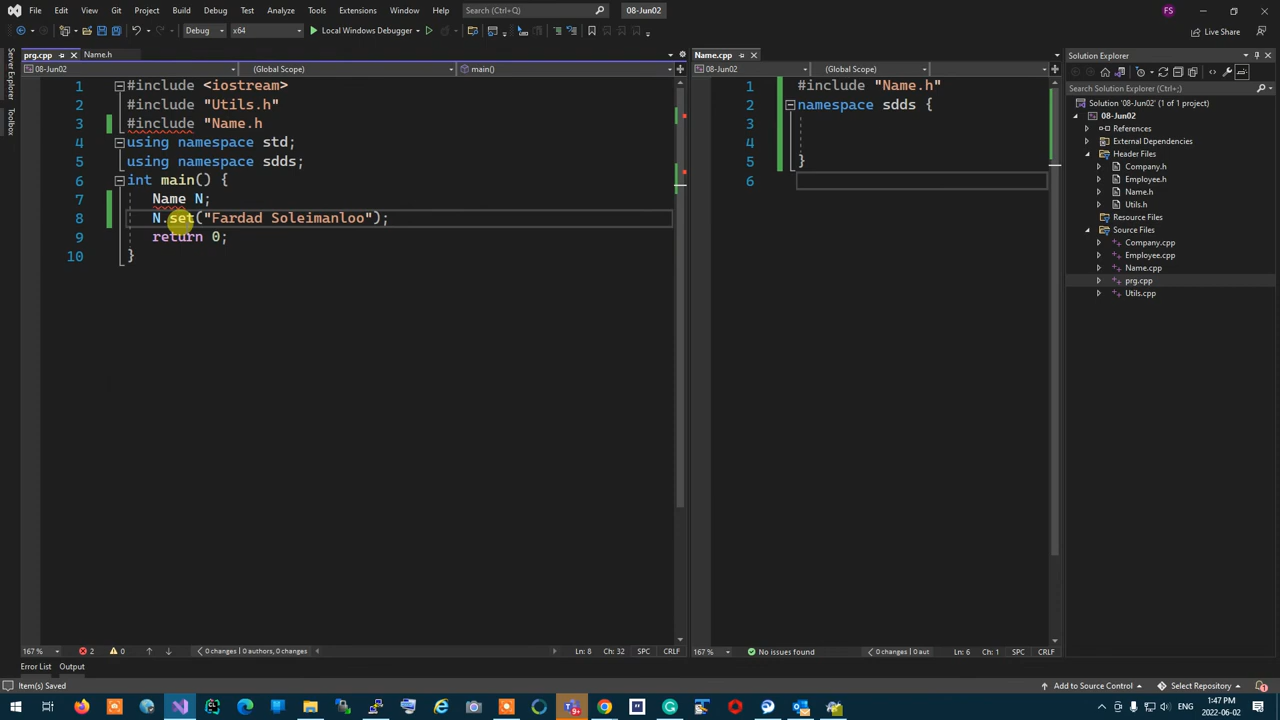 File Edit View Git Project Build Debug Test Analyze Tools Extensions Window Help Search (Ctrl+Q) 08-Jun02 FS
Debug x64 Local Windows Debugger Live Share
prg.cpp Name.h Name.cpp Solution Explorer
08-Jun02 (Global Scope) main() 08-Jun02 (Global Scope)
Server Explorer
Toolbox
1 #include <iostream>
2 #include "Utils.h"
3 #include "Name.h
4 using namespace std;
5 using namespace sdds;
6 int main() {
7 Name N;
8 N.set("Fardad Soleimanloo");
9 return 0;
10 }
1 #include "Name.h"
2 namespace sdds {
3
4
5 }
6
Search Solution Explorer (Ctrl+;)
Solution '08-Jun02' (1 of 1 project)
08-Jun02
References
External Dependencies
Header Files
Company.h
Employee.h
Name.h
Utils.h
Resource Files
Source Files
Company.cpp
Employee.cpp
Name.cpp
prg.cpp
Utils.cpp
167 % 2 0 0 changes | 0 authors, 0 changes Ln: 8 Ch: 32 SPC CRLF
167 % No issues found 0 changes | 0 aut Ln: 6 Ch: 1 SPC CRLF
Error List Output
Item(s) Saved Add to Source Control Select Repository
1:47 PM
2022-06-02